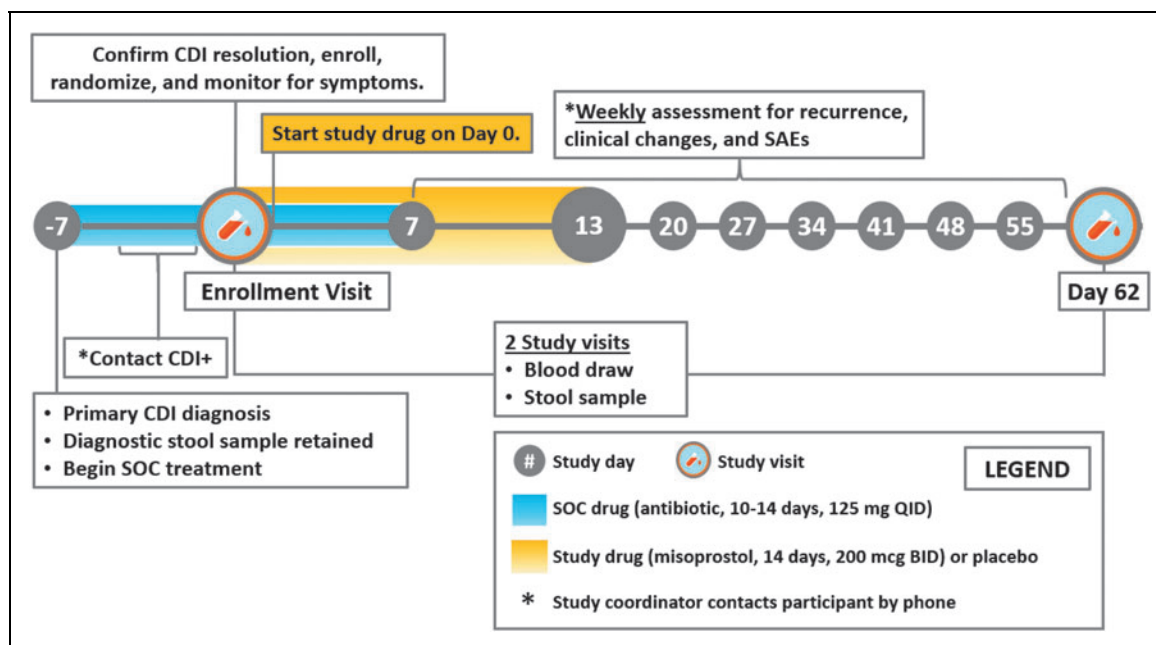 Confirm CDI resolution, enroll,
randomize, and monitor for symptoms.
Start study drug on Day 0.
*Weekly assessment for recurrence,
clinical changes, and SAEs
-7
7
13
20
27
34
41
48
55
Enrollment Visit
Day 62
*Contact CDI+
2 Study visits
• Blood draw
• Stool sample
• Primary CDI diagnosis
• Diagnostic stool sample retained
• Begin SOC treatment
# Study day
Study visit
LEGEND
SOC drug (antibiotic, 10-14 days, 125 mg QID)
Study drug (misoprostol, 14 days, 200 mcg BID) or placebo
* Study coordinator contacts participant by phone